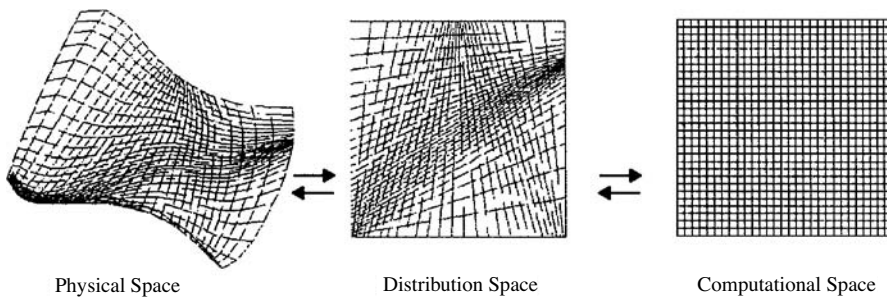 Physical Space
Distribution Space
Computational Space